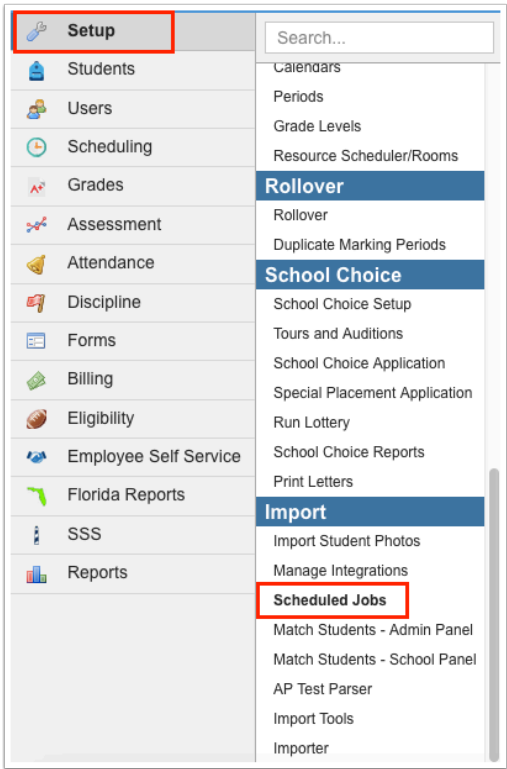 Setup
Students
Users
Scheduling
Grades
Assessment
Attendance
Discipline
Forms
Billing
Eligibility
Employee Self Service
Florida Reports
SSS
Reports
Search...
Calendars
Periods
Grade Levels
Resource Scheduler/Rooms
Rollover
Rollover
Duplicate Marking Periods
School Choice
School Choice Setup
Tours and Auditions
School Choice Application
Special Placement Application
Run Lottery
School Choice Reports
Print Letters
Import
Import Student Photos
Manage Integrations
Scheduled Jobs
Match Students - Admin Panel
Match Students - School Panel
AP Test Parser
Import Tools
Importer